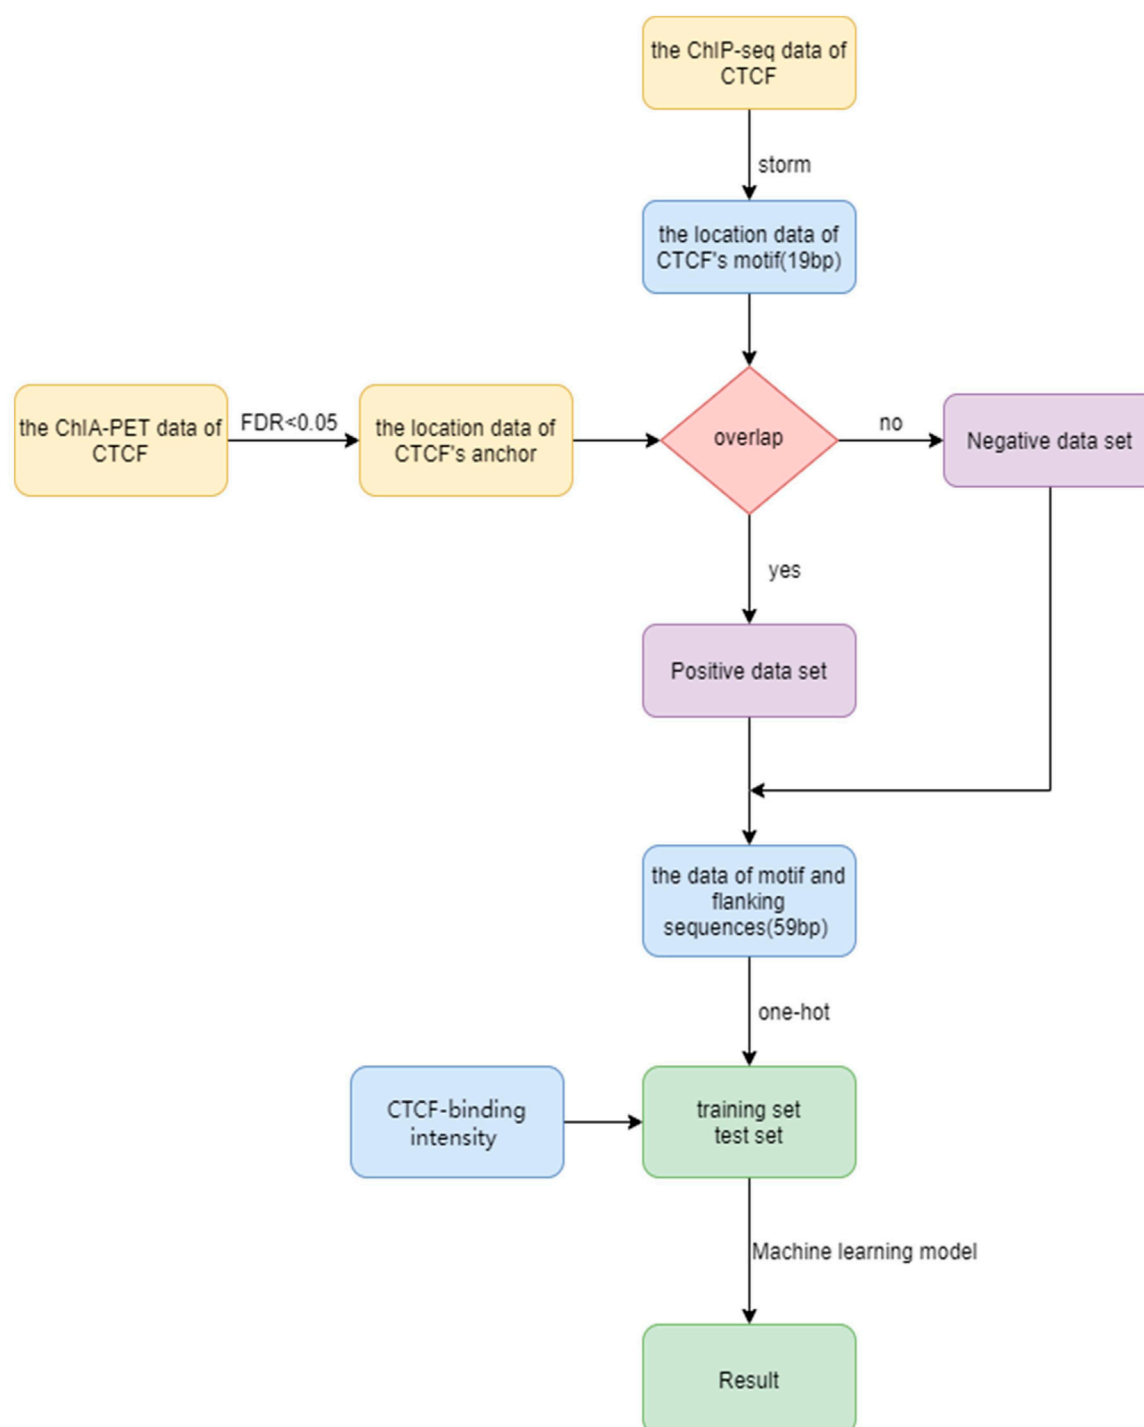 the ChIP-seq data of
CTCF
storm
the location data of
CTCF's motif(19bp)
the ChIA-PET data of
CTCF
FDR<0.05
the location data of
CTCF's anchor
overlap
no
Negative data set
yes
Positive data set
the data of motif and
flanking
sequences(59bp)
one-hot
CTCF-binding
intensity
training set
test set
Machine learning model
Result